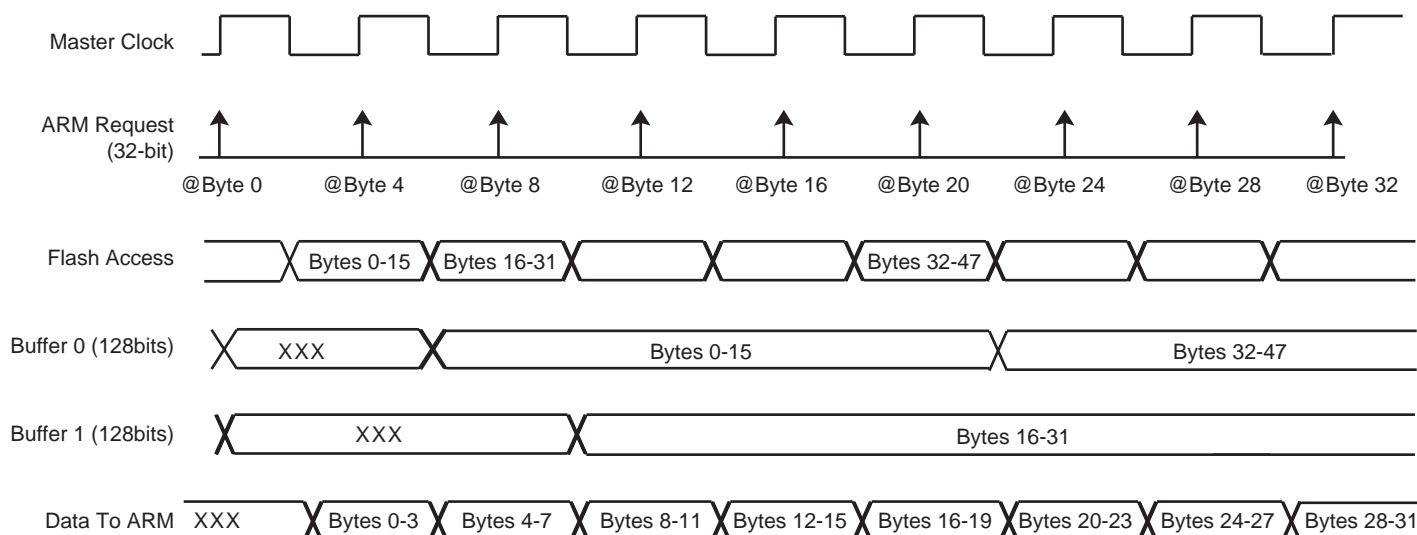 Master Clock
ARM Request
(32-bit)
@Byte 0 @Byte 4 @Byte 8 @Byte 12 @Byte 16 @Byte 20 @Byte 24 @Byte 28 @Byte 32
Flash Access Bytes 0-15 Bytes 16-31 Bytes 32-47
Buffer 0 (128bits) XXX Bytes 0-15 Bytes 32-47
Buffer 1 (128bits) XXX Bytes 16-31
Data To ARM XXX Bytes 0-3 Bytes 4-7 Bytes 8-11 Bytes 12-15 Bytes 16-19 Bytes 20-23 Bytes 24-27 Bytes 28-31